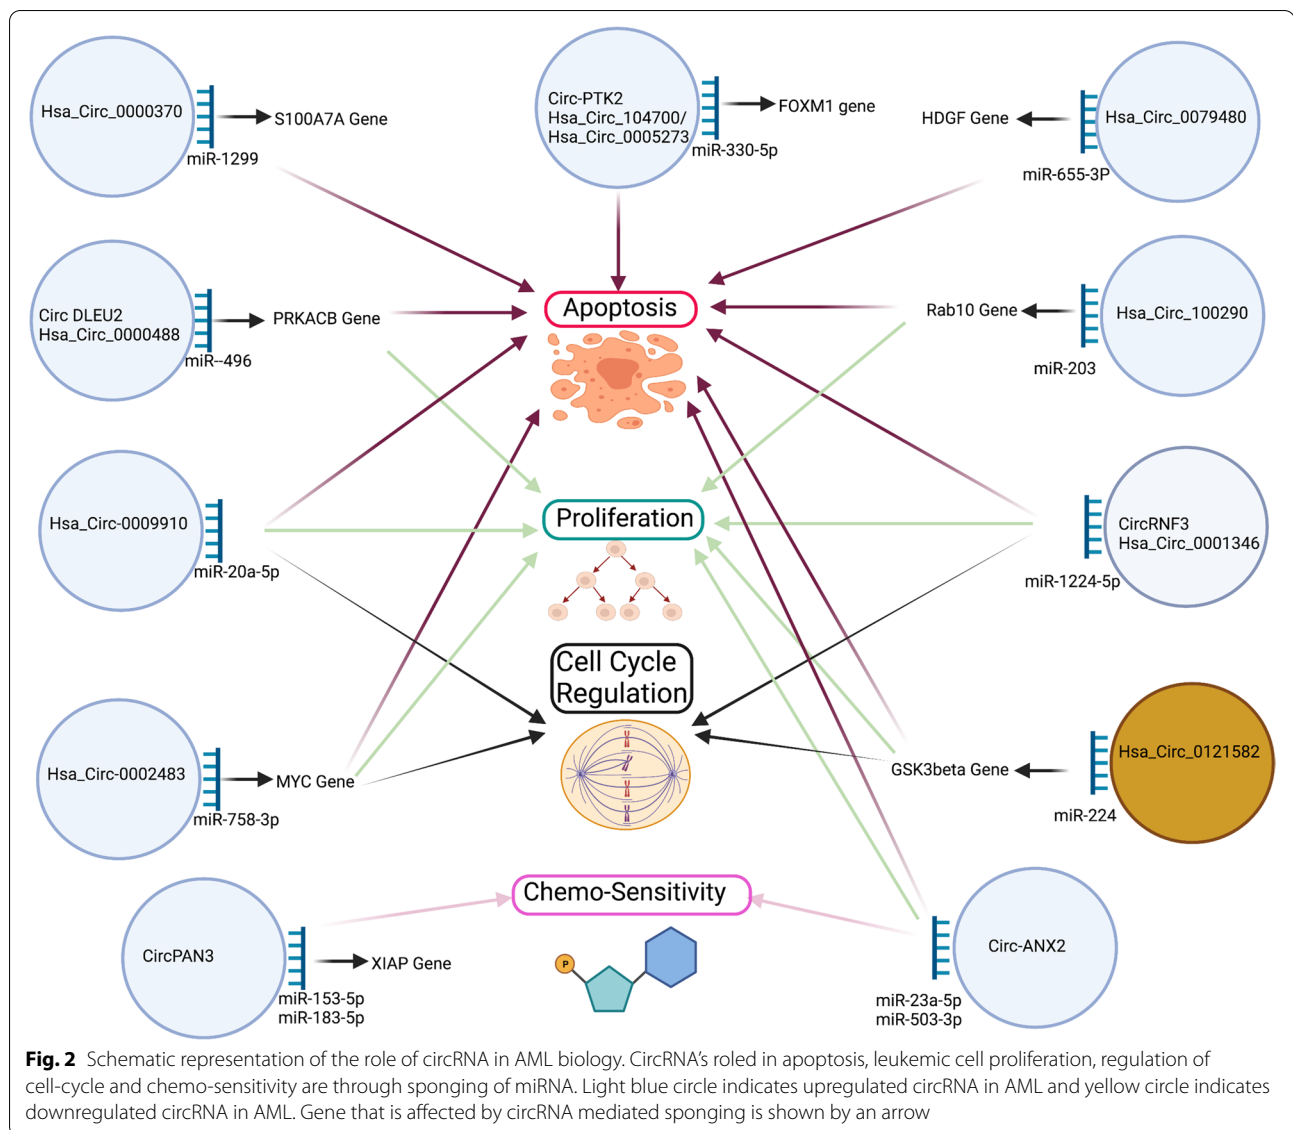 Hsa_Circ_0000370
miR-1299
S100A7A Gene
Circ-PTK2
Hsa_Circ_104700/
Hsa_Circ_0005273
miR-330-5p
FOXM1 gene
HDGF Gene
Hsa_Circ_0079480
miR-655-3P
Circ DLEU2
Hsa_Circ_0000488
miR--496
PRKACB Gene
Apoptosis
Rab10 Gene
Hsa_Circ_100290
miR-203
Hsa_Circ-0009910
miR-20a-5p
Proliferation
CircRNF3
Hsa_Circ_0001346
miR-1224-5p
Cell Cycle
Regulation
Hsa_Circ-0002483
miR-758-3p
MYC Gene
GSK3beta Gene
Hsa_Circ_0121582
miR-224
Chemo-Sensitivity
CircPAN3
miR-153-5p
miR-183-5p
XIAP Gene
P
Circ-ANX2
miR-23a-5p
miR-503-3p
Fig. 2 Schematic representation of the role of circRNA in AML biology. CircRNA's roled in apoptosis, leukemic cell proliferation, regulation of
cell-cycle and chemo-sensitivity are through sponging of miRNA. Light blue circle indicates upregulated circRNA in AML and yellow circle indicates
downregulated circRNA in AML. Gene that is affected by circRNA mediated sponging is shown by an arrow